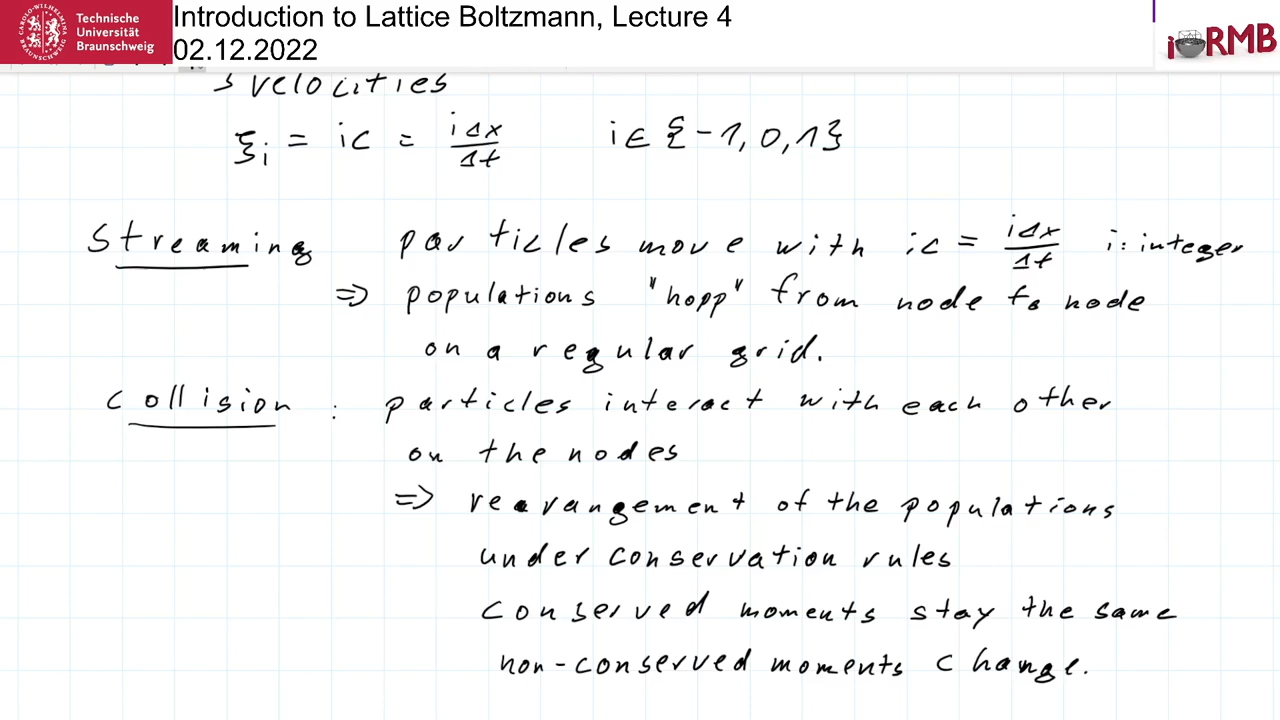 Technische
Universität
Braunschweig
Introduction to Lattice Boltzmann, Lecture 4
02.12.2022
iRMB
3 velocities
ξᵢ = ic = iΔx/Δt i∈{-1,0,1}
Streaming particles move with ic = iΔx/Δt i: integer
=> populations "hopp" from node to node
on a regular grid.
Collision : particles interact with each other
on the nodes
=> rearangement of the populations
under conservation rules
conserved moments stay the same
non-conserved moments change.